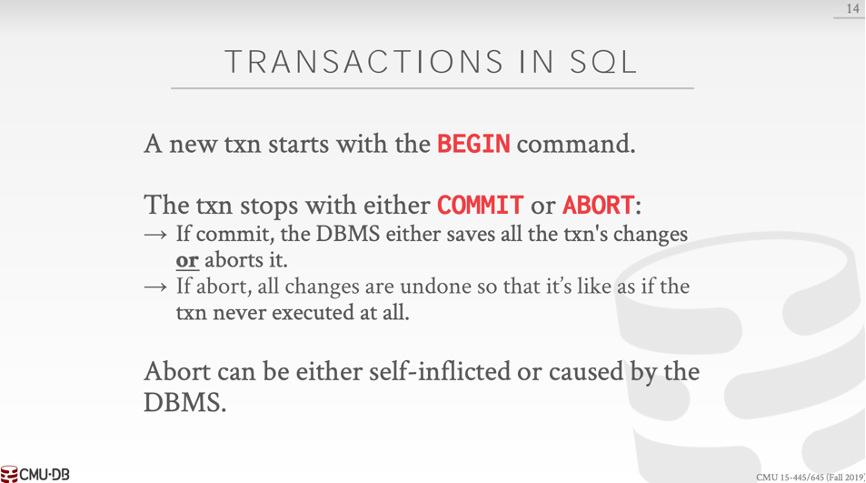 14
TRANSACTIONS IN SQL
A new txn starts with the BEGIN command.
The txn stops with either COMMIT or ABORT:
→ If commit, the DBMS either saves all the txn's changes
or aborts it.
→ If abort, all changes are undone so that it’s like as if the
txn never executed at all.
Abort can be either self-inflicted or caused by the
DBMS.
CMU·DB
CMU 15-445/645 (Fall 2019)